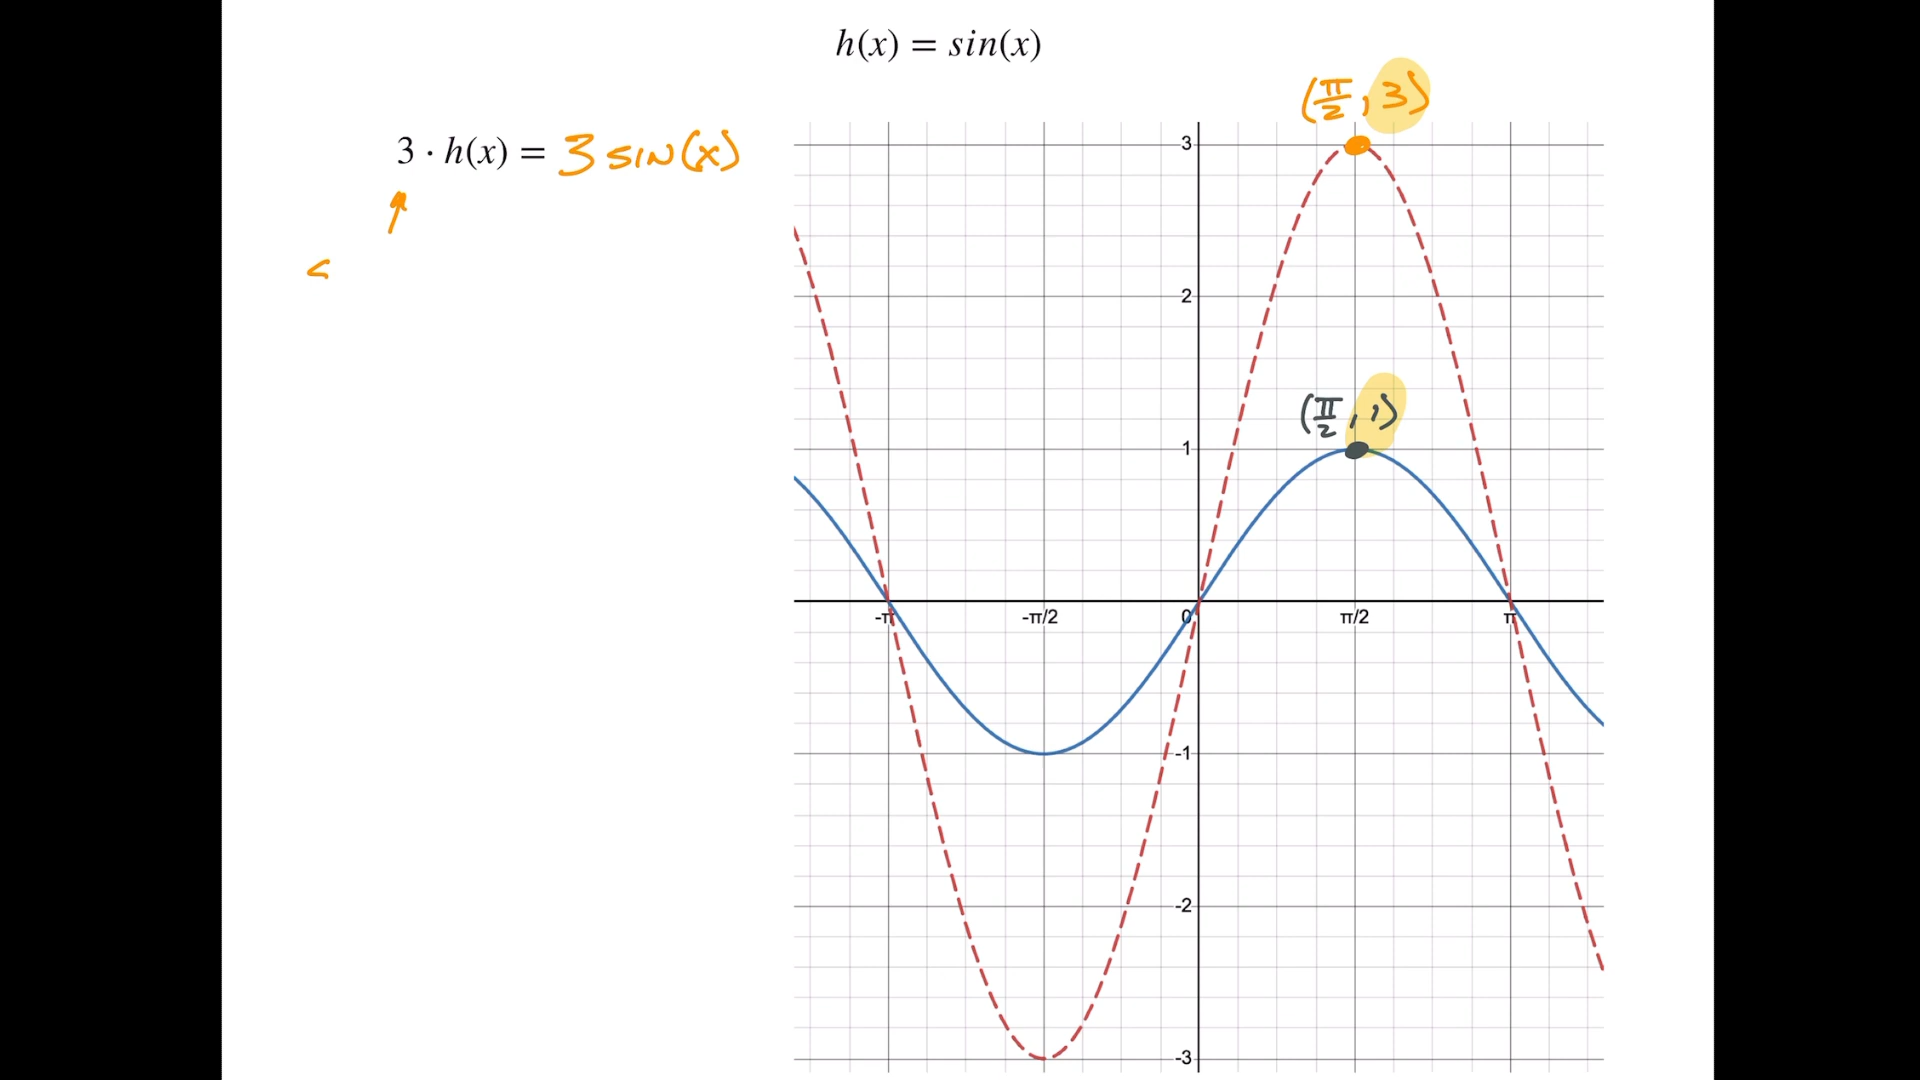 h(x) = sin(x)
(π/2, 3)
3 · h(x) = 3 sin(x)
3
2
(π/2, 1)
1
-π -π/2 0 π/2 π
-1
-2
-3